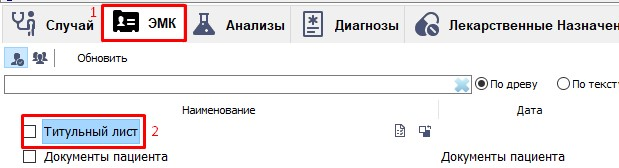 Случай 1 ЭМК Анализы Диагнозы Лекарственные Назначен
Обновить
По древу По тексту
Наименование Дата
Титульный лист 2
Документы пациента Документы пациента